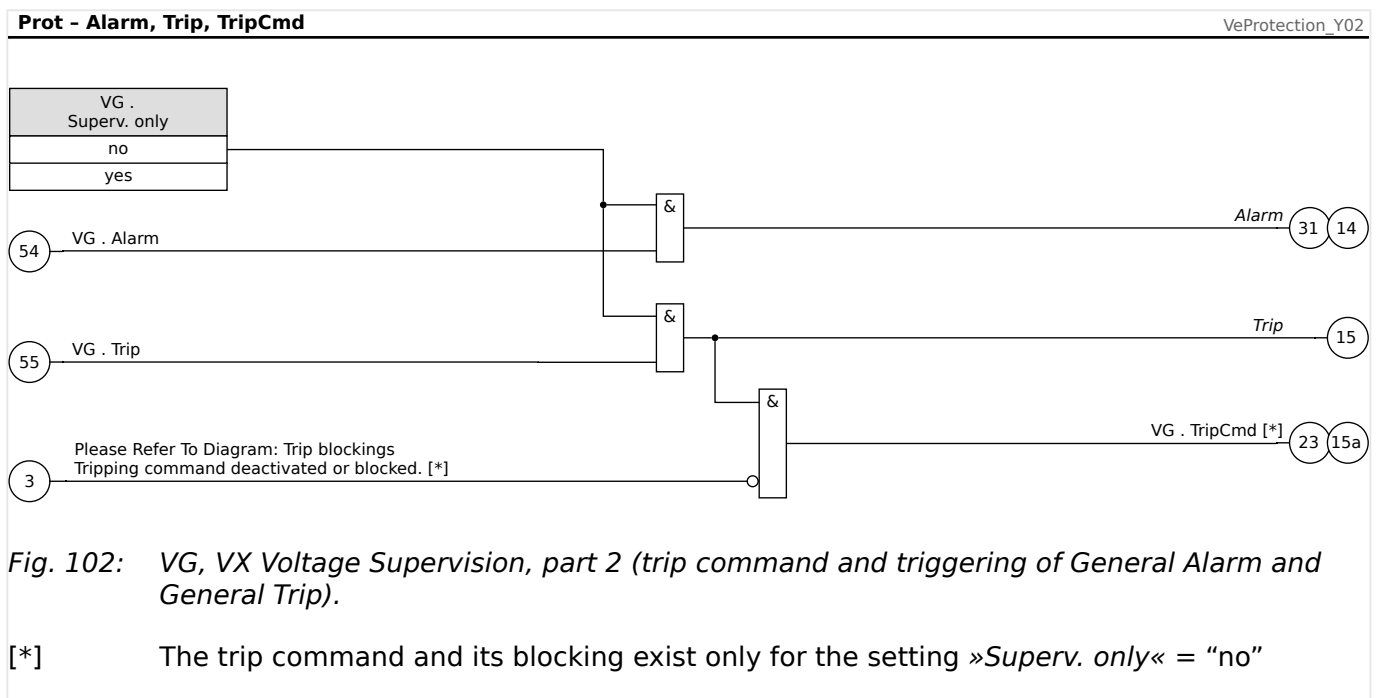 Prot – Alarm, Trip, TripCmd
VeProtection_Y02
VG .
Superv. only
no
yes
&
Alarm
31
14
54
VG . Alarm
&
Trip
15
55
VG . Trip
&
VG . TripCmd [*]
23
15a
Please Refer To Diagram: Trip blockings
Tripping command deactivated or blocked. [*]
3
Fig. 102: VG, VX Voltage Supervision, part 2 (trip command and triggering of General Alarm and
General Trip).
[*] The trip command and its blocking exist only for the setting »Superv. only« = “no”